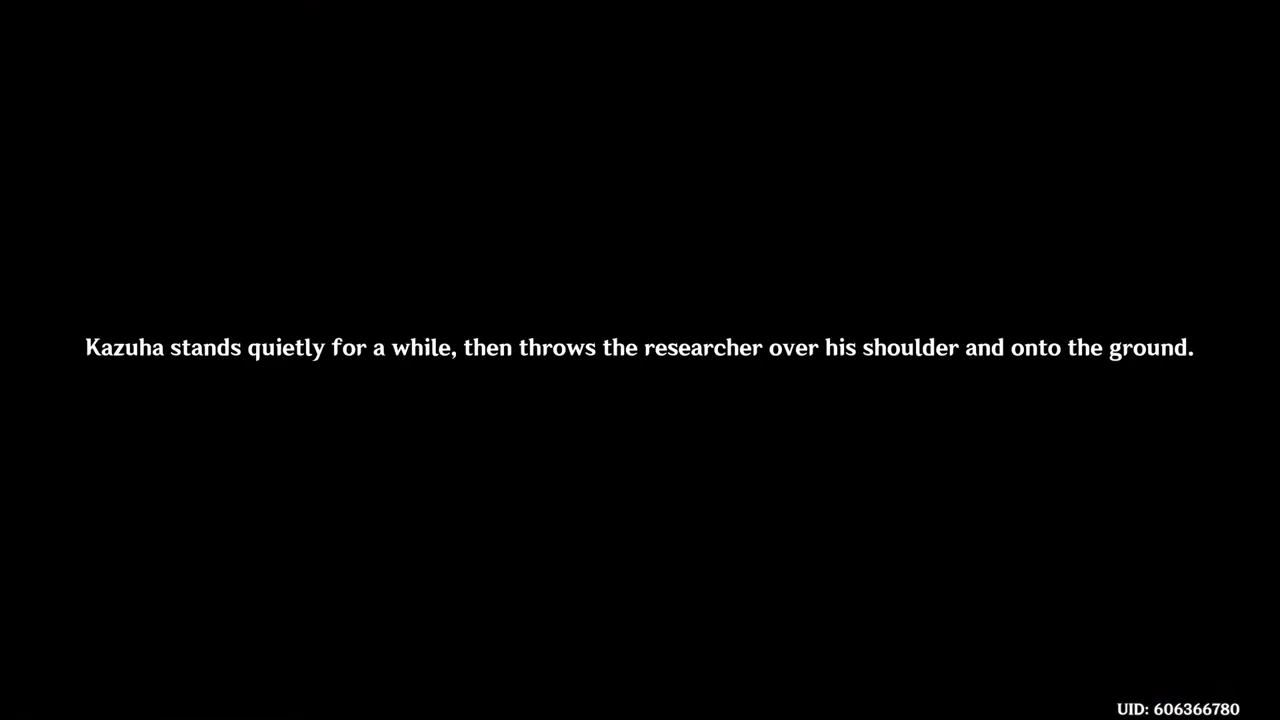 Kazuha stands quietly for a while, then throws the researcher over his shoulder and onto the ground.
UID: 606366780